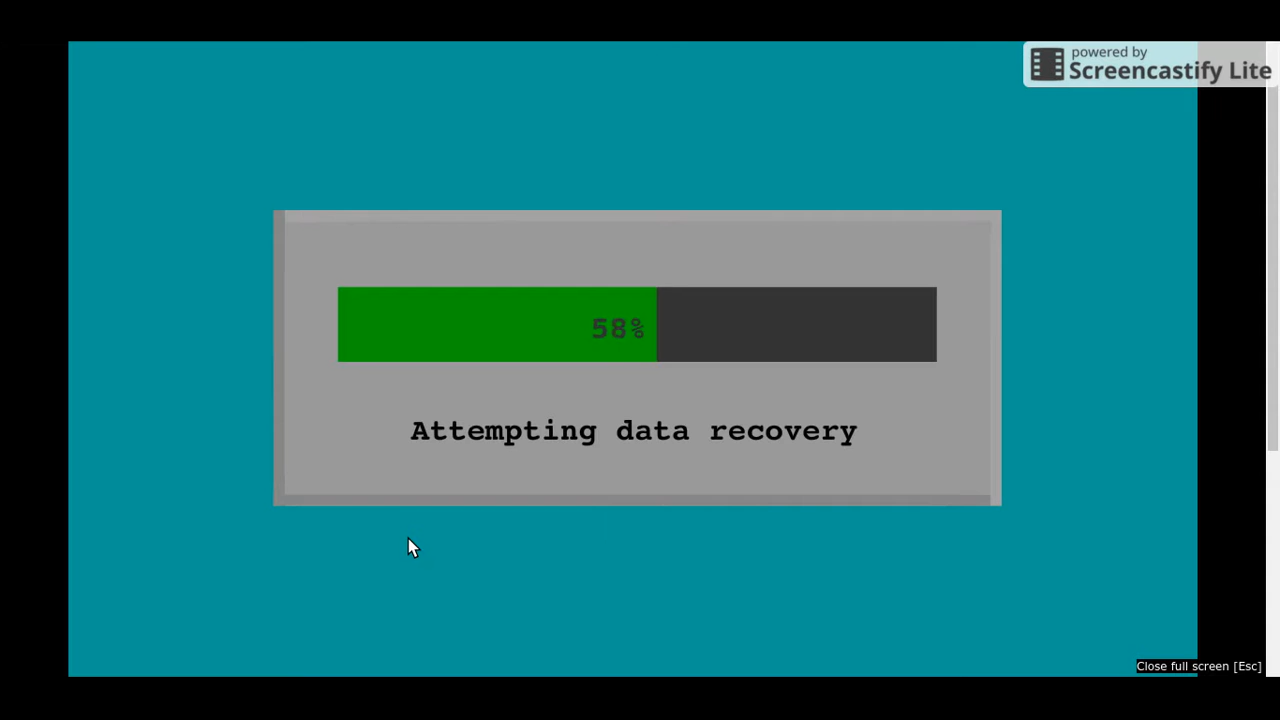 powered by
Screencastify Lite
58%
Attempting data recovery
Close full screen [Esc]